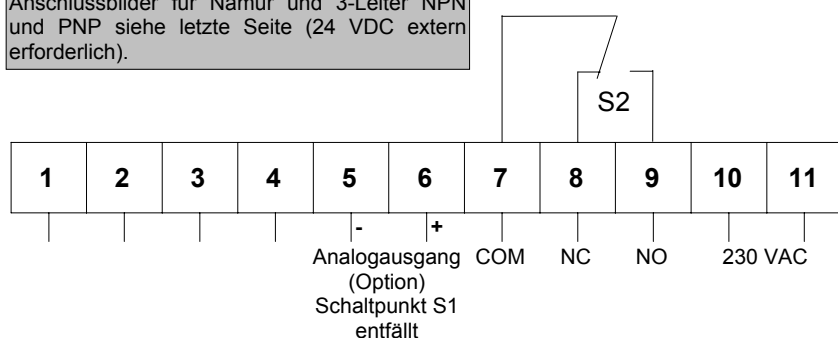 Anschlussbilder für Namur und 3-Leiter NPN
und PNP siehe letzte Seite (24 VDC extern
erforderlich).
S2
1 2 3 4 5 6 7 8 9 10 11
- +
Analogausgang COM NC NO 230 VAC
(Option)
Schaltpunkt S1
entfällt